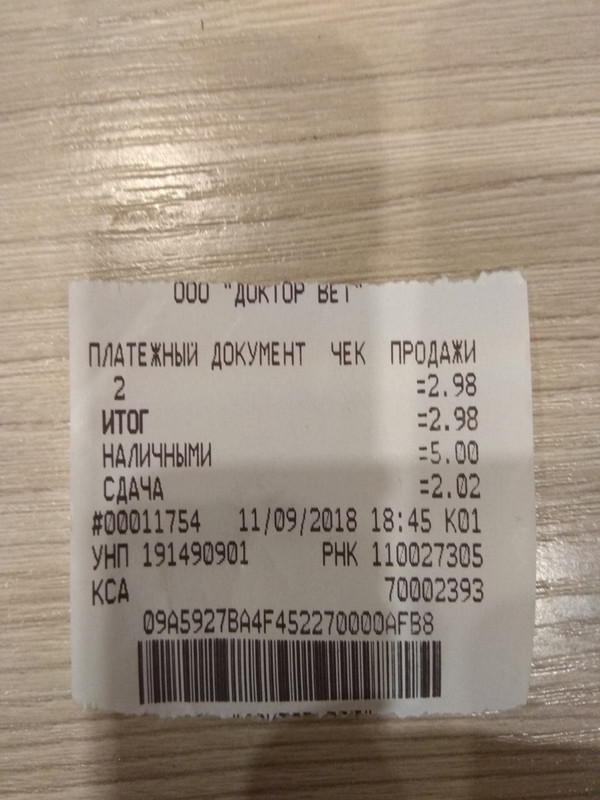 ООО "ДОКТОР ВЕТ"
ПЛАТЕЖНЫЙ ДОКУМЕНТ ЧЕК ПРОДАЖИ
2 =2.98
ИТОГ =2.98
НАЛИЧНЫМИ =5.00
СДАЧА =2.02
#00011754 11/09/2018 18:45 К01
УНП 191490901 РНК 110027305
КСА 70002393
09A5927BA4F452270000AFB8